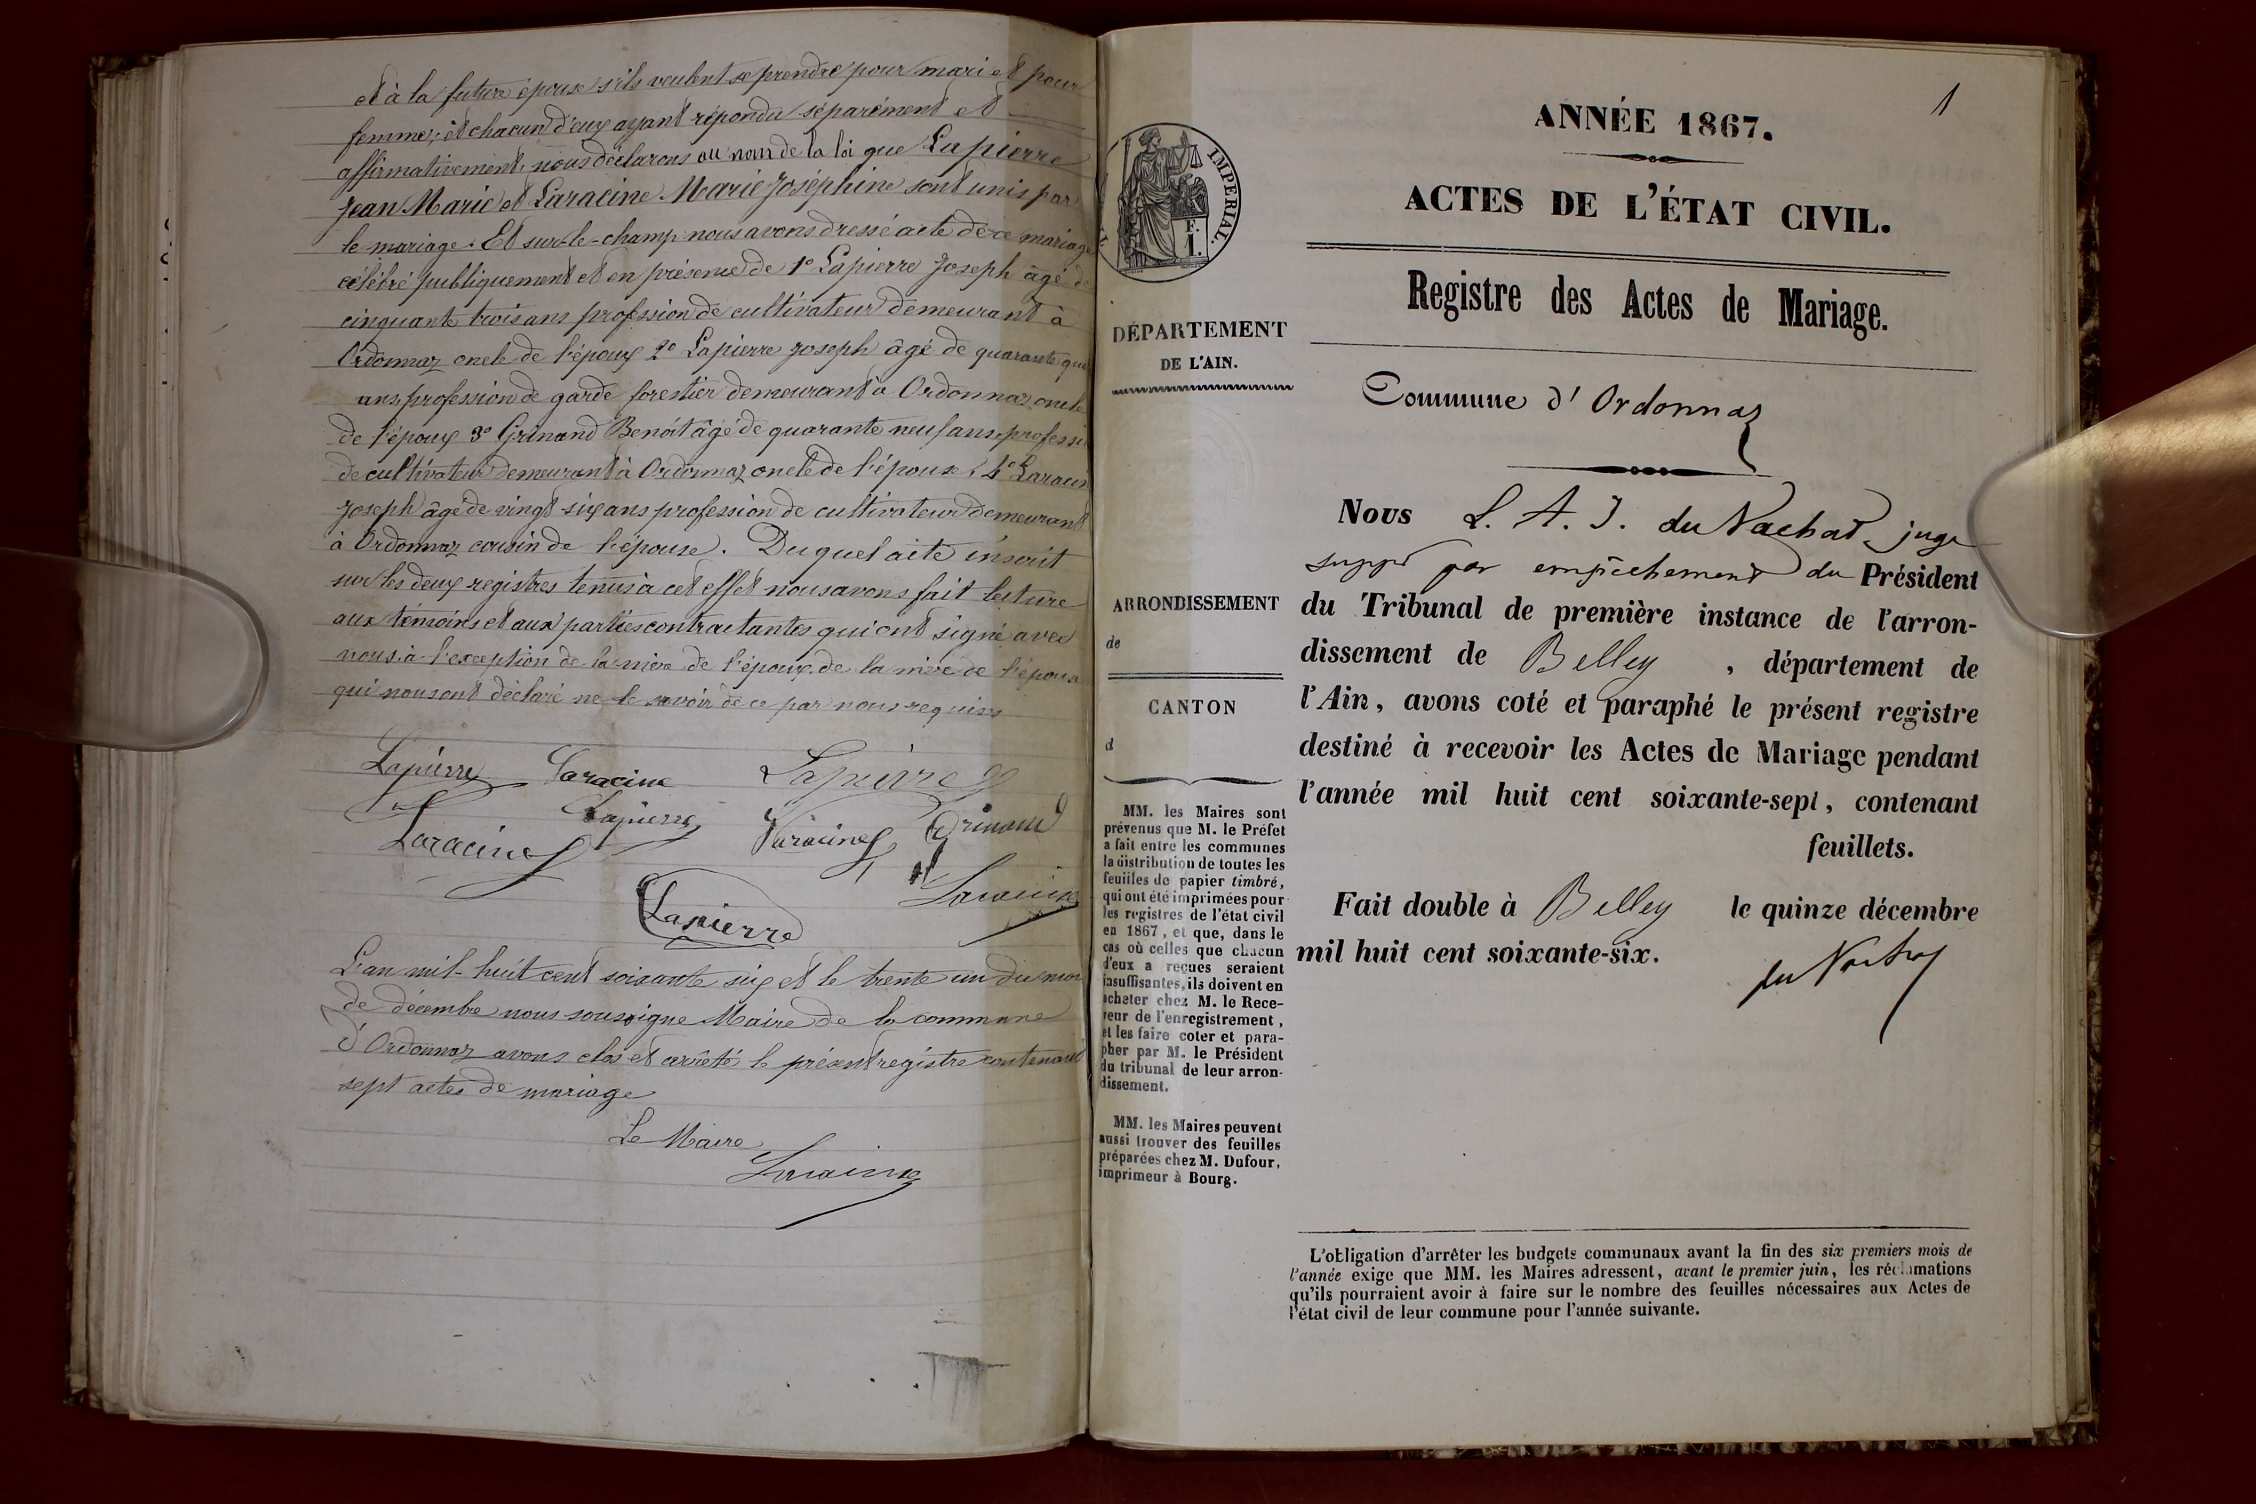 et à la future épouse s'ils veulent se prendre pour mari et pour
femme, et chacun d'eux ayant répondu séparément et
affirmativement, nous déclarons au nom de la loi que Lapierre
Jean Marie et Laracine Marie Joséphine sont unis par
le mariage. Et sur-le-champ nous avons dressé acte de ce mariage
célébré publiquement et en présence de 1° Lapierre Joseph âgé de
cinquante trois ans profession de cultivateur demeurant à
Ordonnaz oncle de l'époux 2° Lapierre Joseph âgé de quarante
ans profession de garde forestier demeurant à Ordonnaz oncle
de l'époux 3° Grinand Benoit âgé de quarante neuf ans, professi
de cultivateur demeurant à Ordonnaz oncle de l'épouse, 4° Laracin
Joseph âgé de vingt six ans profession de cultivateur demeurant
à Ordonnaz cousin de l'épouse. Duquel acte inscrit
sur les deux registres tenus à cet effet nous avons fait lecture
aux témoins et aux parties contractantes qui ont signé avec
nous à l'exception de la mère de l'époux de la mère de l'épouse
qui nous ont déclaré ne le savoir de ce par nous requises
Lapierre Laracine Lapierre
Laracine Lapierre Laracine Grinand
Laracine
Lapierre
L'an mil-huit cent soixante six et le trente un du mois
de décembre nous soussigné Maire de la commune
d'Ordonnaz avons clos et arrêté le présent registre contenant
sept actes de mariage
Le Maire
Laracine
1
ANNÉE 1867.
ACTES DE L'ÉTAT CIVIL.
Registre des Actes de Mariage.
IMPÉRIAL.
F.
1.
DÉPARTEMENT
DE L'AIN.
Commune d'Ordonnaz
ARRONDISSEMENT
de
CANTON
d
MM. les Maires sont
prévenus que M. le Préfet
a fait entre les communes
la distribution de toutes les
feuilles de papier timbré,
qui ont été imprimées pour
les registres de l'état civil
en 1867, et que, dans le
cas où celles que chacun
d'eux a reçues seraient
insuffisantes, ils doivent en
acheter chez M. le Rece-
veur de l'enregistrement,
et les faire coter et para-
pher par M. le Président
du tribunal de leur arron-
dissement.
MM. les Maires peuvent
aussi trouver des feuilles
préparées chez M. Dufour,
imprimeur à Bourg.
Nous L. A. J. du Nachat, juge
supp par empêchement du Président
du Tribunal de première instance de l'arron-
dissement de Belley, département de
l'Ain, avons coté et paraphé le présent registre
destiné à recevoir les Actes de Mariage pendant
l'année mil huit cent soixante-sept, contenant
feuillets.
Fait double à Belley le quinze décembre
mil huit cent soixante-six.
du Nachat
L'obligation d'arrêter les budgets communaux avant la fin des six premiers mois de
l'année exige que MM. les Maires adressent, avant le premier juin, les réclamations
qu'ils pourraient avoir à faire sur le nombre des feuilles nécessaires aux Actes de
l'état civil de leur commune pour l'année suivante.